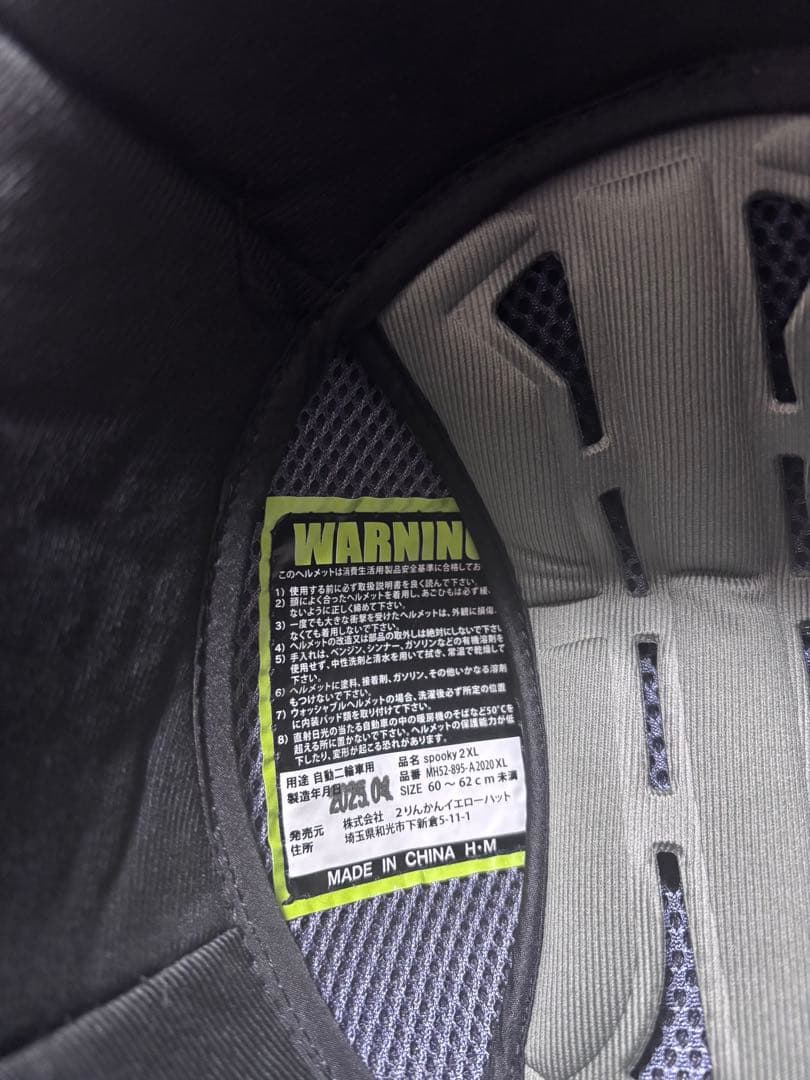 WARNING
このヘルメットは消費生活用製品安全基準に合格してお
1) 使用する前に必ず取扱説明書を良く読んで下さい。
2) 頭によく合ったヘルメットを着用し、あごひもは必ず緩
ないように正しく締めて下さい。
3) 一度でも大きな衝撃を受けたヘルメットは、外観に損傷
なくても着用しないで下さい。
4) ヘルメットの改造又は部品の取外しは絶対にしないで下さい
5) 手入れは、ベンジン、シンナー、ガソリンなどの有機溶剤を
使用せず、中性洗剤と清水を用いて拭き、常温で乾燥して
下さい。
6) ヘルメットに塗料、接着剤、ガソリン、その他いかなる溶剤
もつけないで下さい。
7) ウォッシャブルヘルメットの場合、洗濯後必ず所定の位置
に内装パッド類を取り付けて下さい。
8) 直射日光の当たる自動車の中の暖房機のそばなど50°Cを
超える所に置かないで下さい。ヘルメットの保護能力が低
下したり、変形が起こる恐れがあります。
用途 自動二輪車用 品名 spooky 2 XL
製造年月日 2025.04 品番 MH52-895-A2020 XL
SIZE 60～62cm未満
発売元 株式会社 2りんかんイエローハット
住所 埼玉県和光市下新倉5-11-1
MADE IN CHINA H·M